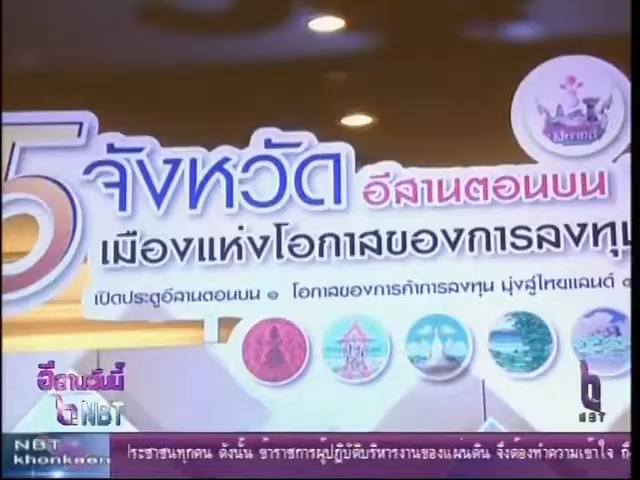 5 จังหวัด อีสานตอนบน
เมืองแห่งโอกาสของการลงทุน
เปิดประตูอีสานตอนบน ๑ โอกาสของการค้าการลงทุน มุ่งสู่ไทยแลนด์
อีสานวันนี้
NBT
NBT
NBT
khonkaen
ประชาชนทุกคน ดังนั้น ข้าราชการผู้ปฏิบัติบริหารงานของแผ่นดิน จึงต้องทำความเข้าใจ ถึ